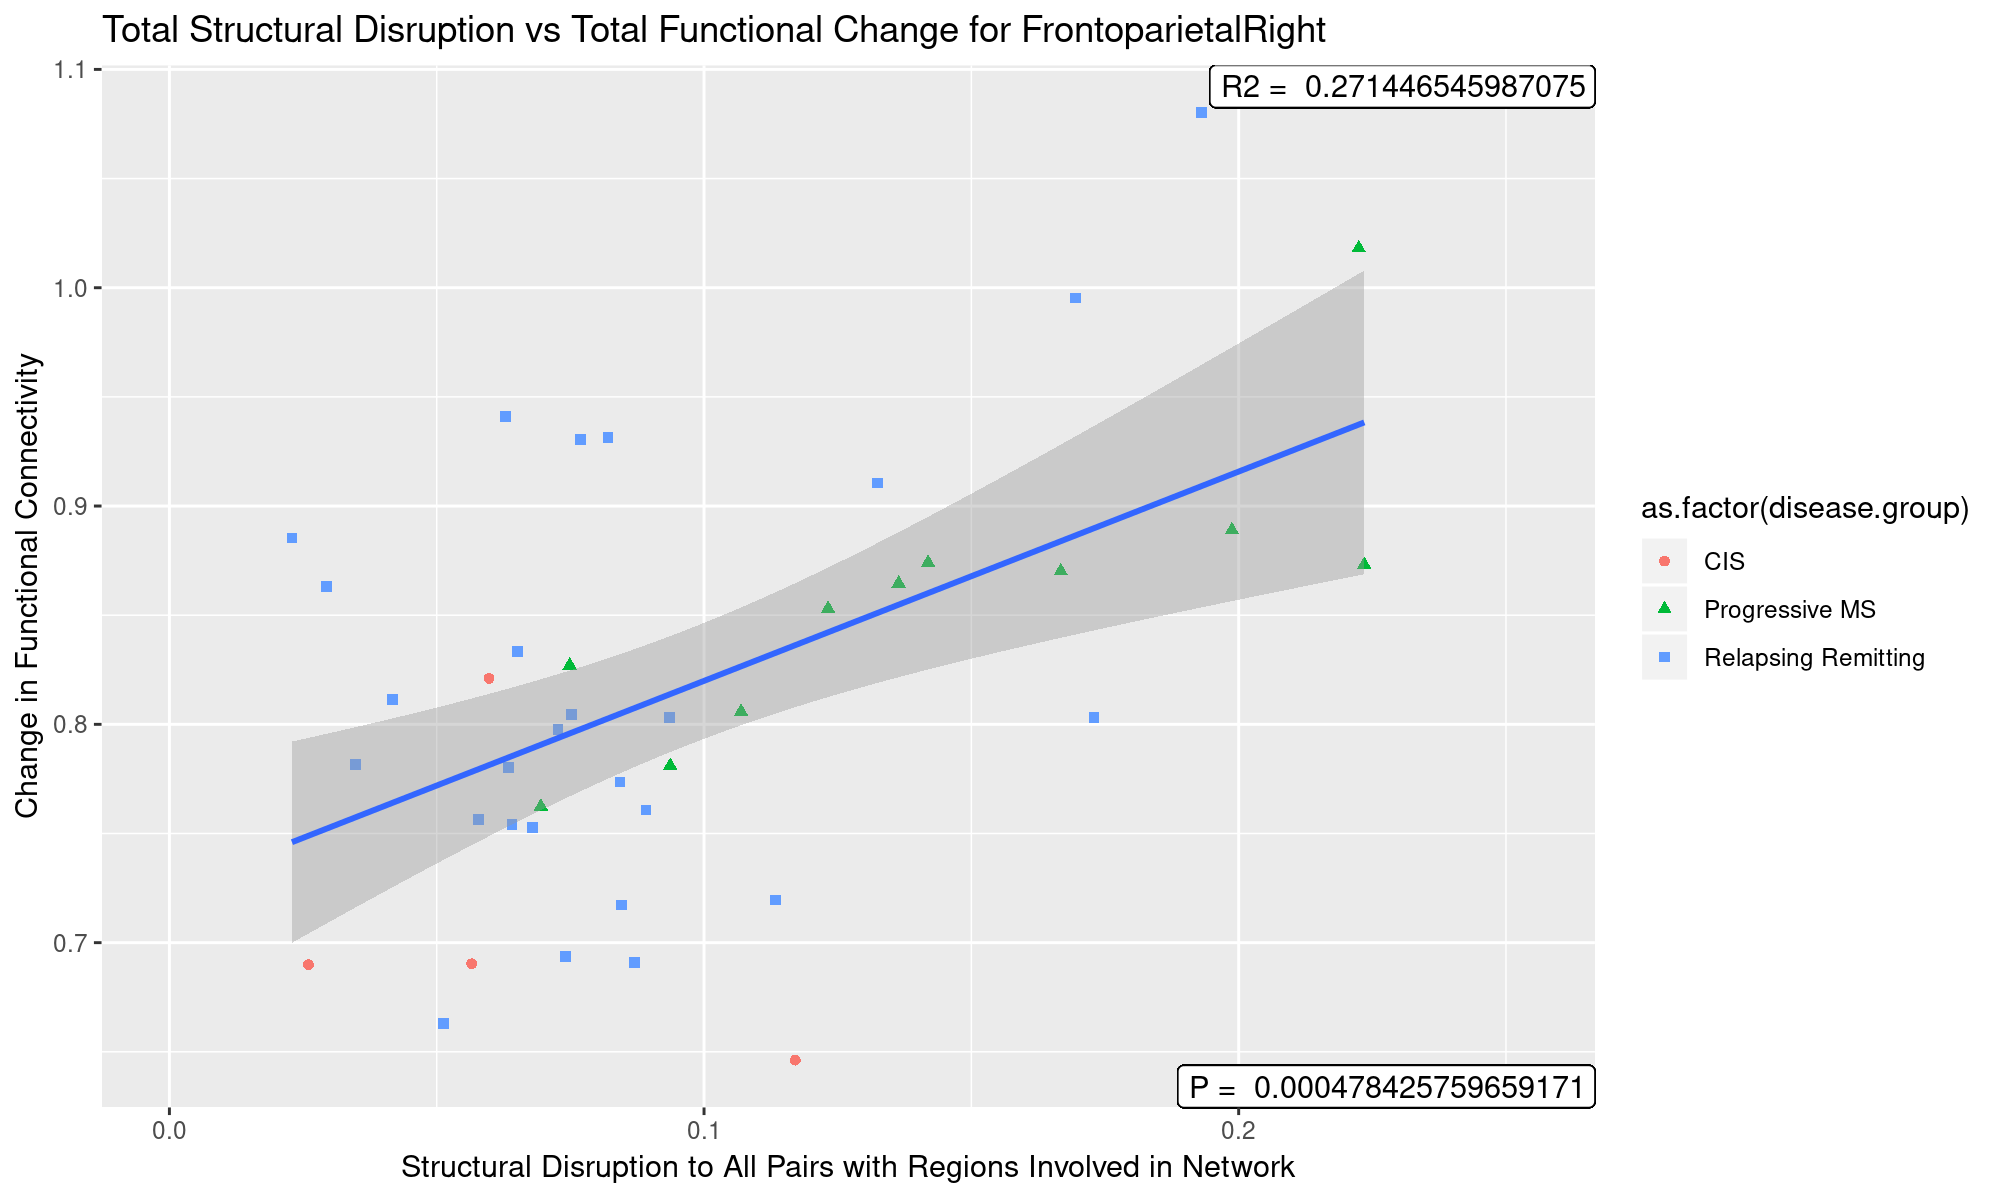 Total Structural Disruption vs Total Functional Change for FrontoparietalRight
R2 =  0.271446545987075
1.1
1.0
0.9
0.8
0.7
Change in Functional Connectivity
as.factor(disease.group)
CIS
Progressive MS
Relapsing Remitting
P =  0.000478425759659171
0.0
0.1
0.2
Structural Disruption to All Pairs with Regions Involved in Network